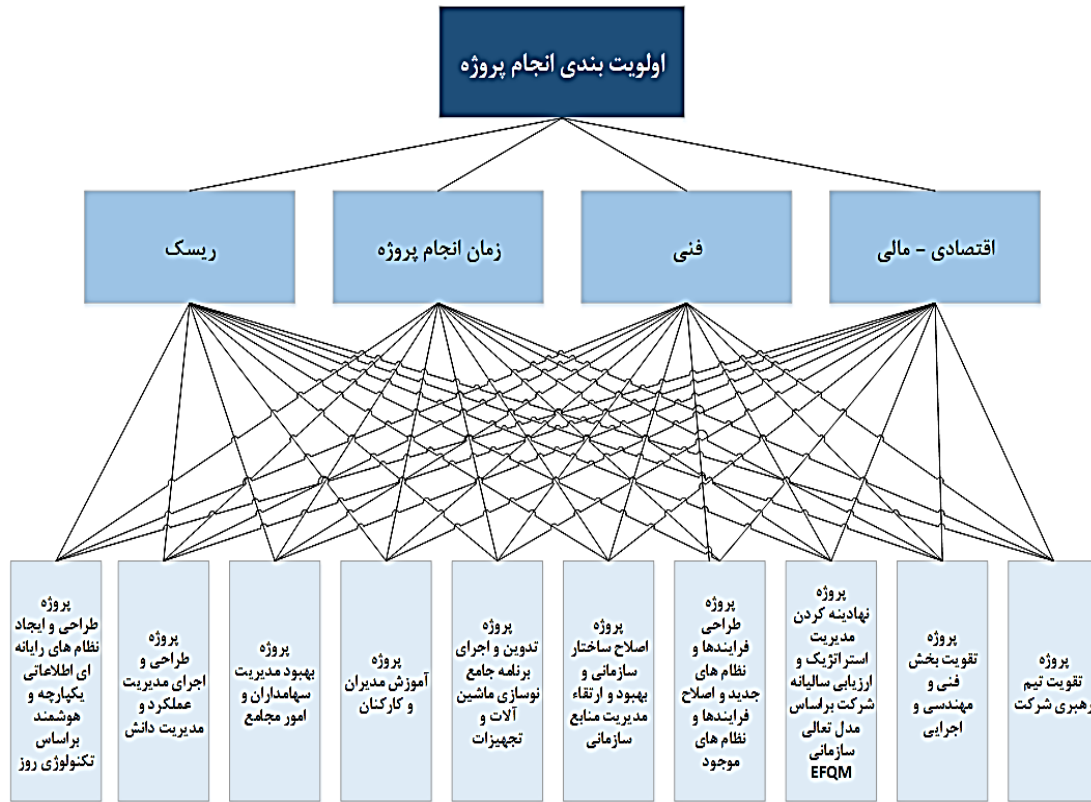 اولویت بندی انجام پروژه
اقتصادی - مالی
فنی
زمان انجام پروژه
ریسک
پروژه
تقویت تیم
رهبری شرکت
پروژه
تقویت بخش
فنی و
مهندسی و
اجرایی
پروژه
نهادینه کردن
مدیریت
استراتژیک و
ارزیابی سالیانه
شرکت براساس
مدل تعالی
سازمانی
EFQM
پروژه
طراحی
فرایندها و
نظام های
جدید و اصلاح
فرایندها و
نظام های
موجود
پروژه
اصلاح ساختار
سازمانی و
بهبود و ارتقاء
مدیریت منابع
سازمانی
پروژه
تدوین و اجرای
برنامه جامع
نوسازی ماشین
آلات و
تجهیزات
پروژه
آموزش مدیران
و کارکنان
پروژه
بهبود مدیریت
سهامداران و
امور مجامع
پروژه
طراحی و
اجرای مدیریت
عملکرد و
مدیریت دانش
پروژه
طراحی و ایجاد
نظام های رایانه
ای اطلاعاتی
یکپارچه و
هوشمند
براساس
تکنولوژی روز